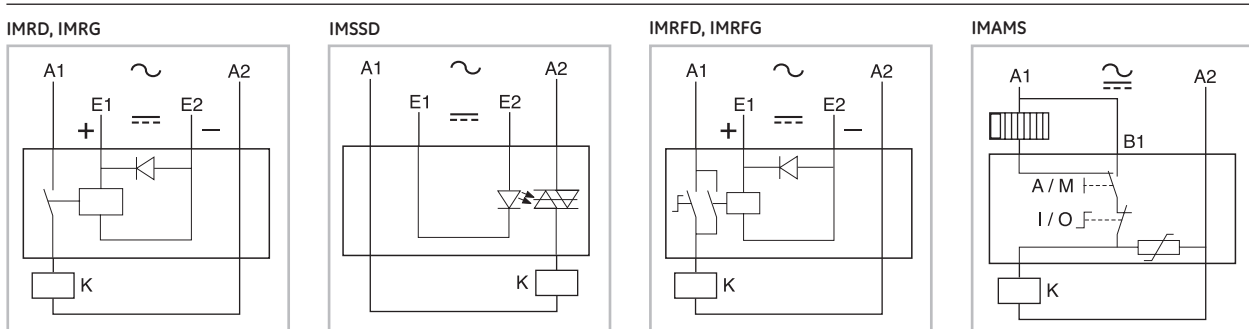 IMRD, IMRG
A1 A2
E1 E2
+ −
K
IMSSD
A1 A2
E1 E2
K
IMRFD, IMRFG
A1 A2
E1 E2
+ −
K
IMAMS
A1 A2
B1
A / M
I / O
K